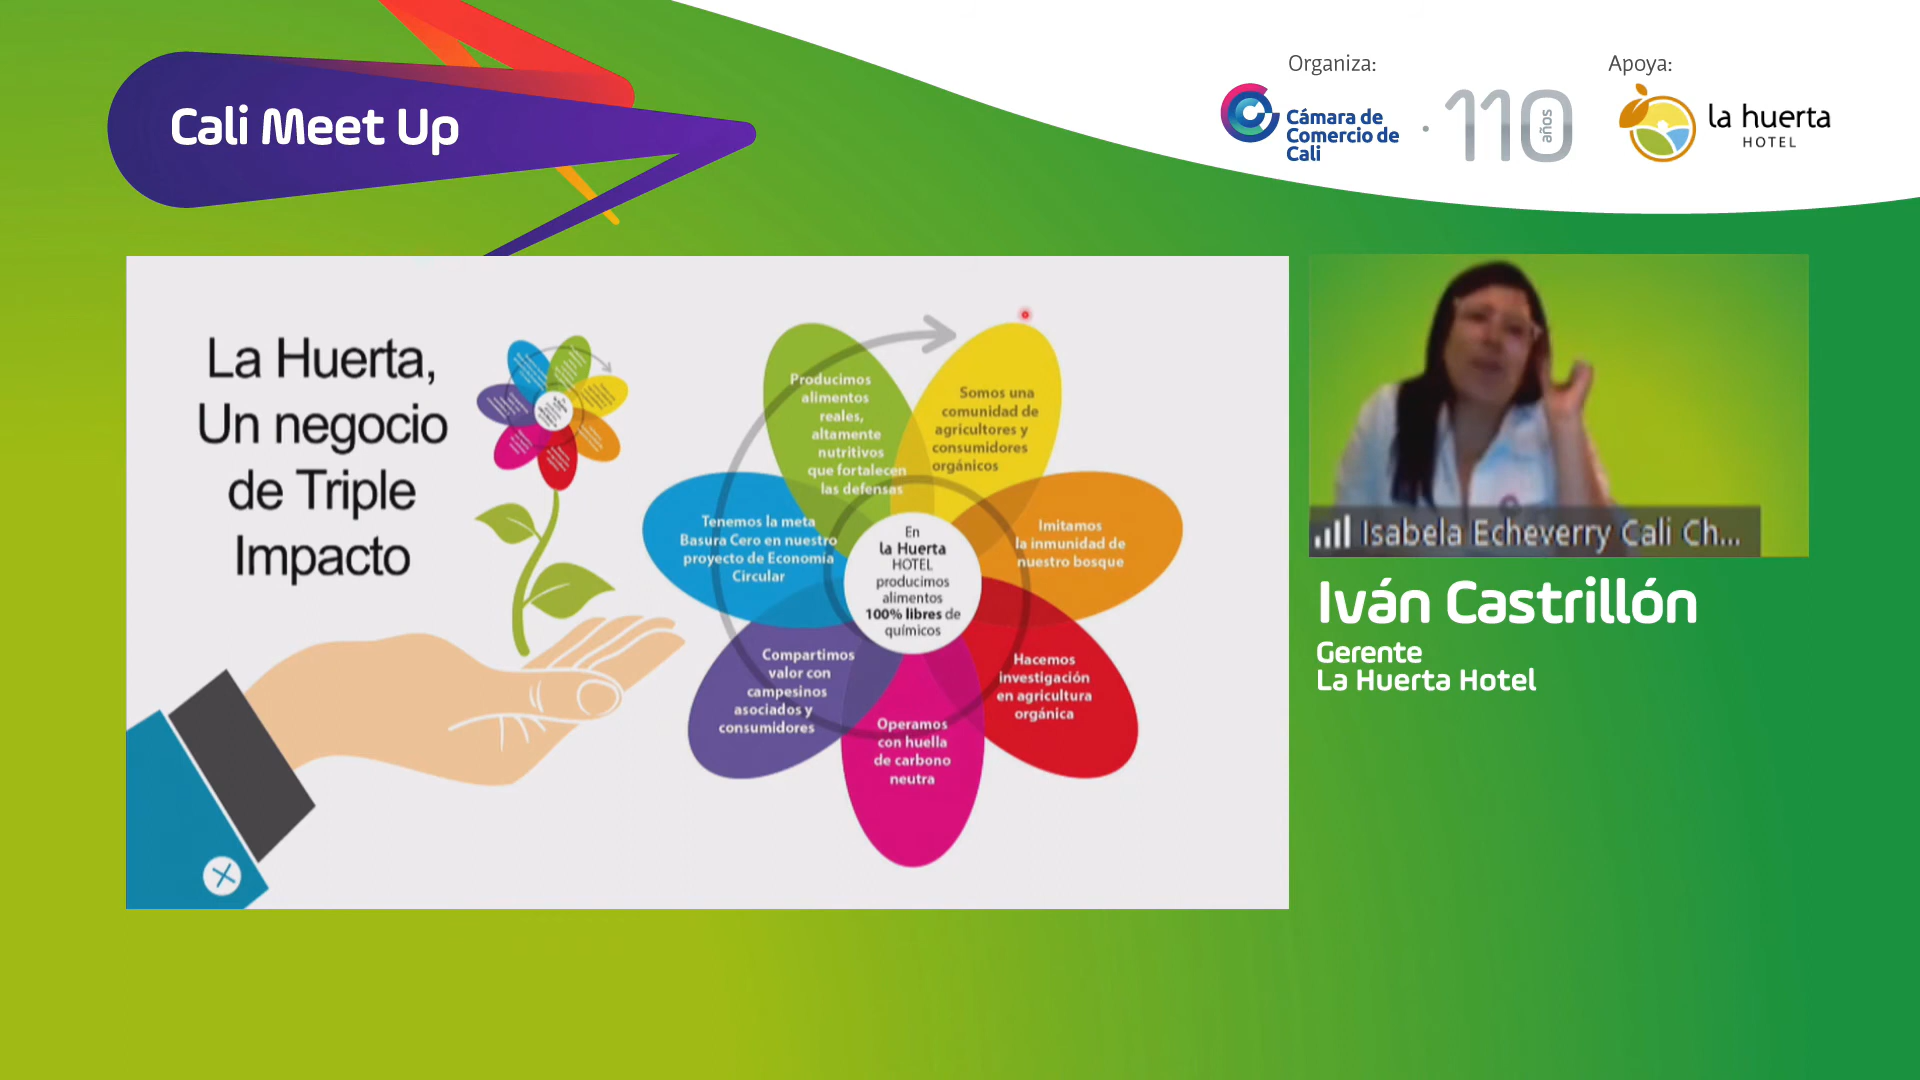 Cali Meet Up
Organiza:
Apoya:
Cámara de
Comercio de
Cali
110
años
la huerta
HOTEL
La Huerta,
Un negocio
de Triple
Impacto
Producimos
alimentos
reales,
altamente
nutritivos
que fortalecen
las defensas
Somos una
comunidad de
agricultores y
consumidores
orgánicos
Imitamos
la inmunidad de
nuestro bosque
Hacemos
investigación
en agricultura
orgánica
Operamos
con huella
de carbono
neutra
Compartimos
valor con
campesinos
asociados y
consumidores
Tenemos la meta
Basura Cero en nuestro
proyecto de Economía
Circular
En
la Huerta
HOTEL
producimos
alimentos
100% libres de
químicos
Isabela Echeverry Cali Ch...
Iván Castrillón
Gerente
La Huerta Hotel